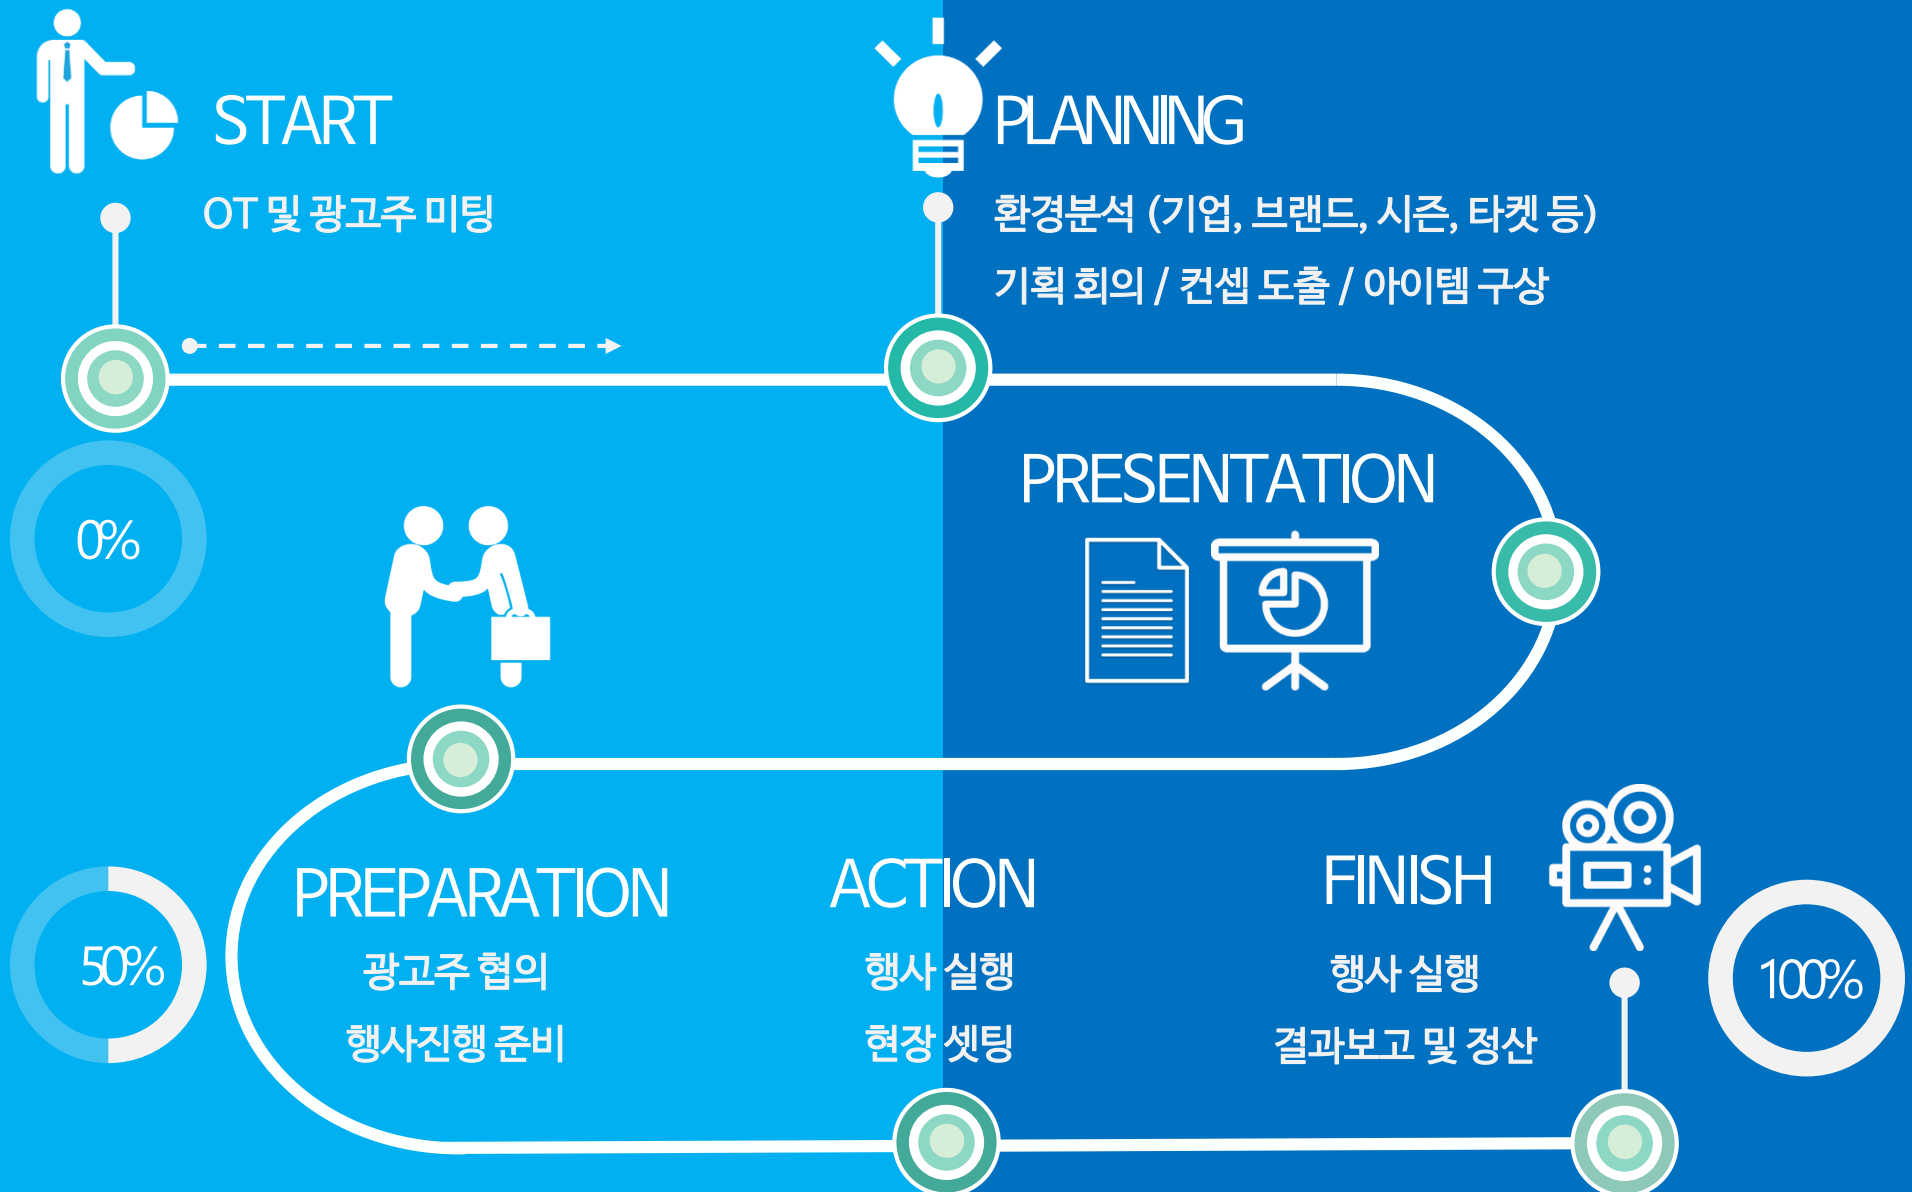 START
OT 및 광고주 미팅
PLANNING
환경분석 (기업, 브랜드, 시즌, 타켓 등)
기획 회의 / 컨셉 도출 / 아이템 구상
0%
PRESENTATION
50%
PREPARATION
광고주 협의
행사진행 준비
ACTION
행사 실행
현장 셋팅
FINISH
행사 실행
결과보고 및 정산
100%